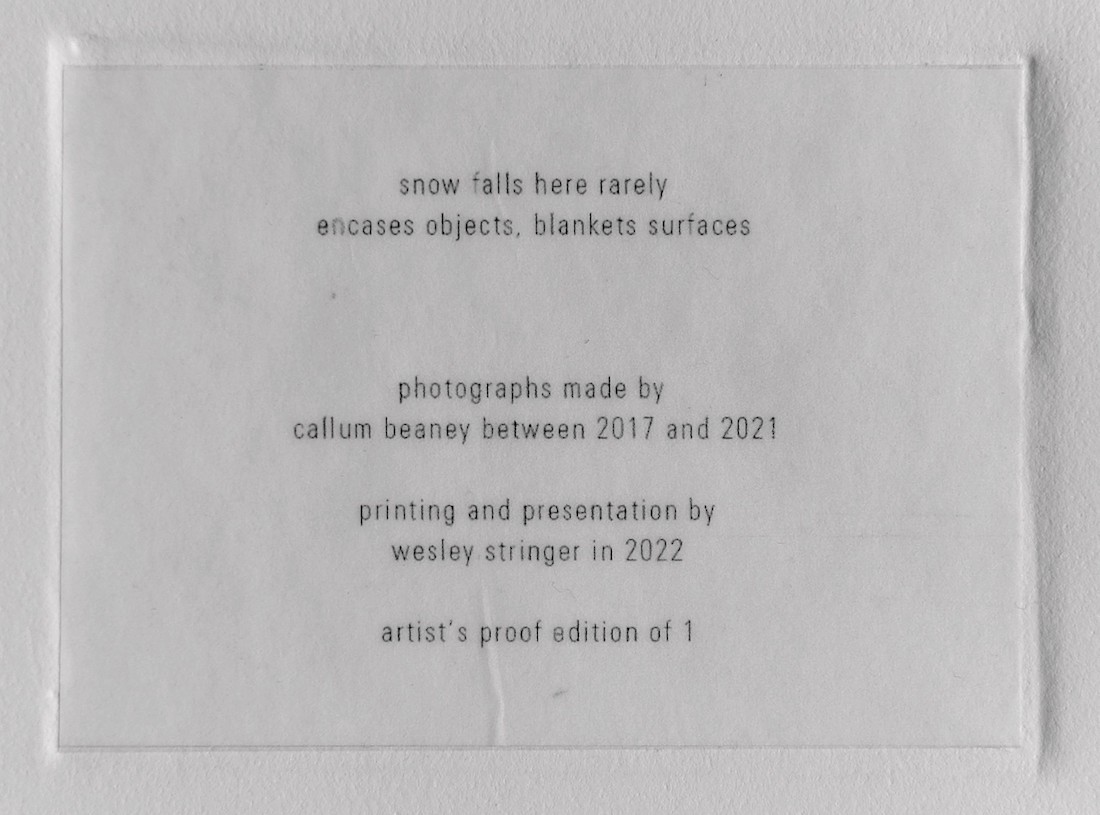 snow falls here rarely
encases objects, blankets surfaces
photographs made by
callum beaney between 2017 and 2021
printing and presentation by
wesley stringer in 2022
artist's proof edition of 1